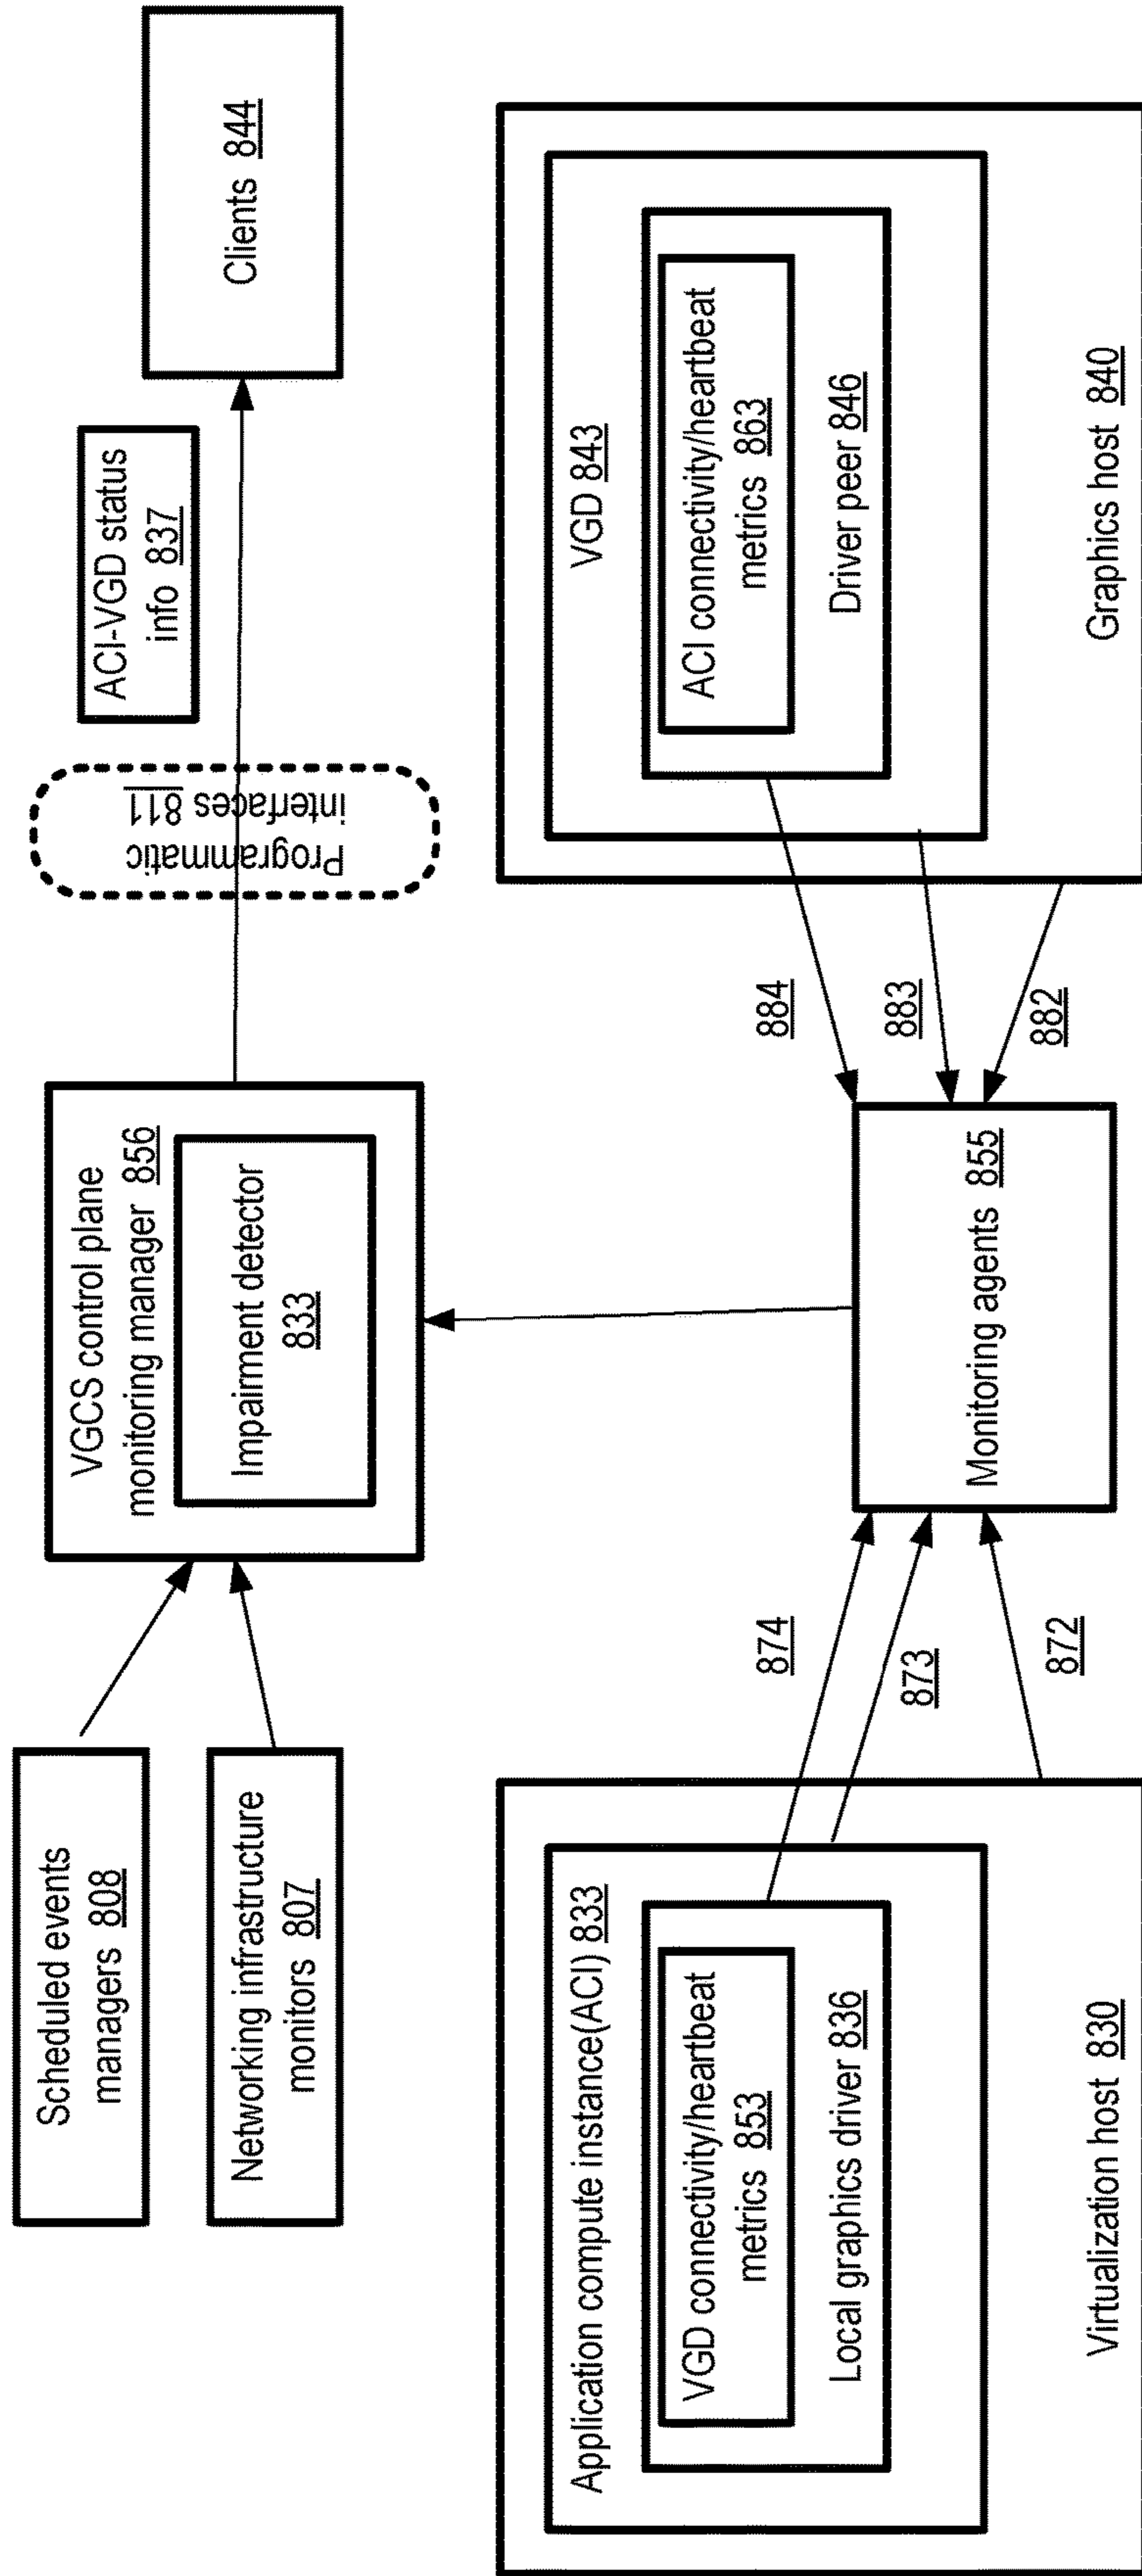 Scheduled events
managers 808
Networking infrastructure
monitors 807
VGCS control plane
monitoring manager 856
Impairment detector
833
Programmatic
interfaces 811
ACI-VGD status
info 837
Clients 844
Application compute instance(ACI) 833
VGD connectivity/heartbeat
metrics 853
Local graphics driver 836
Virtualization host 830
874
873
872
Monitoring agents 855
884
883
882
VGD 843
ACI connectivity/heartbeat
metrics 863
Driver peer 846
Graphics host 840